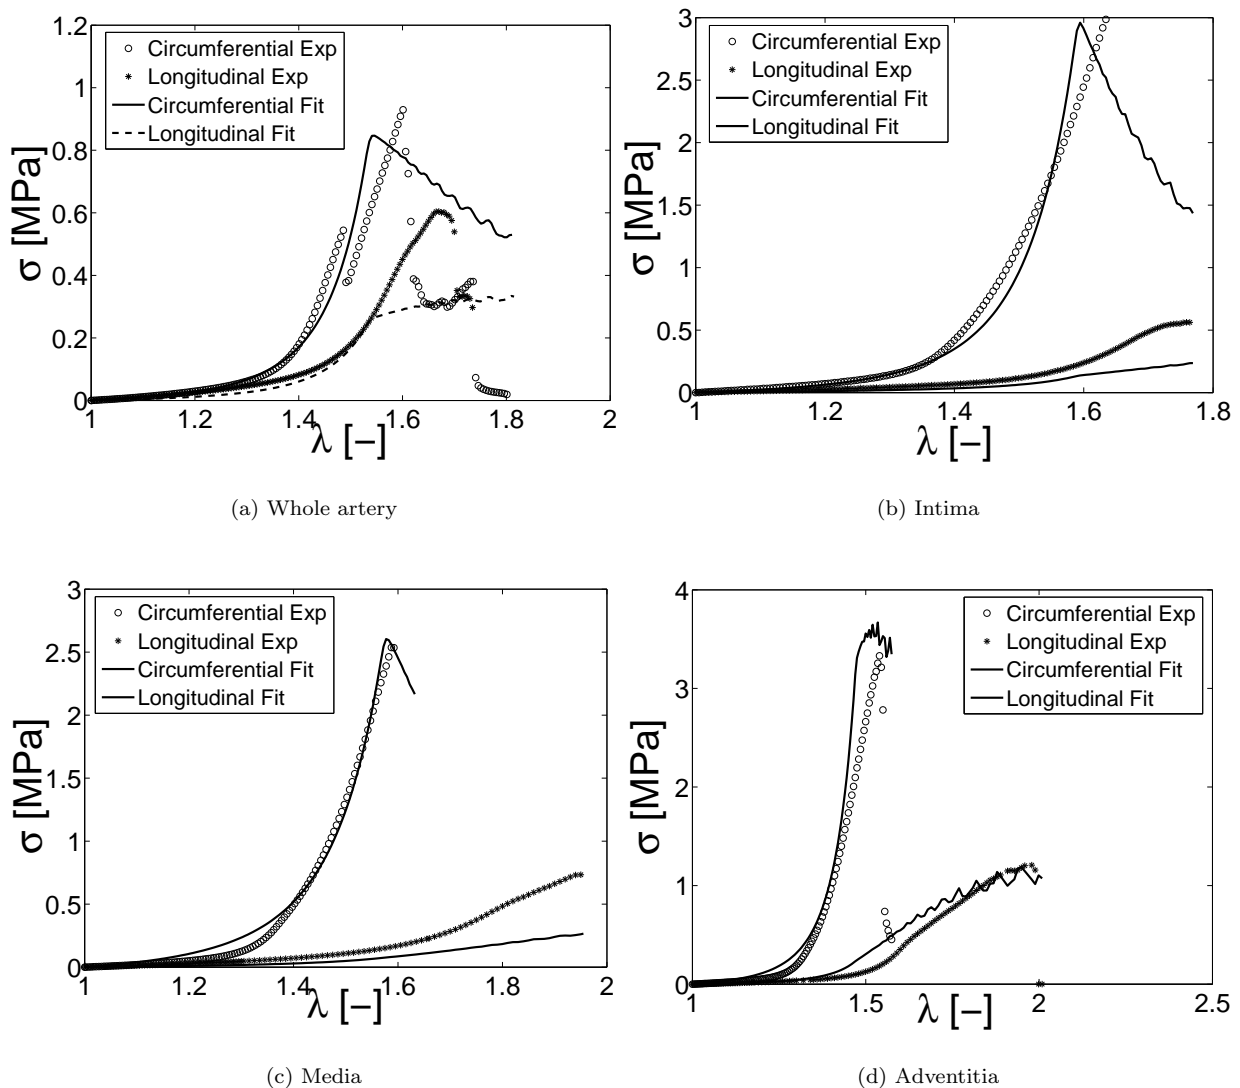 1.2
1
0.8
0.6
0.4
0.2
0
σ [MPa]
Circumferential Exp
Longitudinal Exp
Circumferential Fit
Longitudinal Fit
1 1.2 1.4 1.6 1.8 2
λ [–]
(a) Whole artery
3
2.5
2
1.5
1
0.5
0
σ [MPa]
Circumferential Exp
Longitudinal Exp
Circumferential Fit
Longitudinal Fit
1 1.2 1.4 1.6 1.8
λ [–]
(b) Intima
3
2.5
2
1.5
1
0.5
0
σ [MPa]
Circumferential Exp
Longitudinal Exp
Circumferential Fit
Longitudinal Fit
1 1.2 1.4 1.6 1.8 2
λ [–]
(c) Media
4
3
2
1
0
σ [MPa]
Circumferential Exp
Longitudinal Exp
Circumferential Fit
Longitudinal Fit
1 1.5 2 2.5
λ [–]
(d) Adventitia